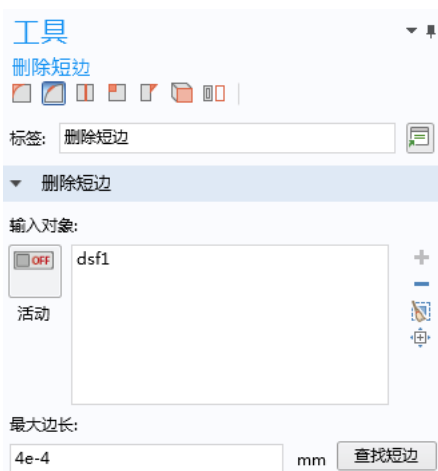 工具
删除短边
标签: 删除短边
删除短边
输入对象:
OFF
dsf1
活动
最大边长:
4e-4 mm 查找短边